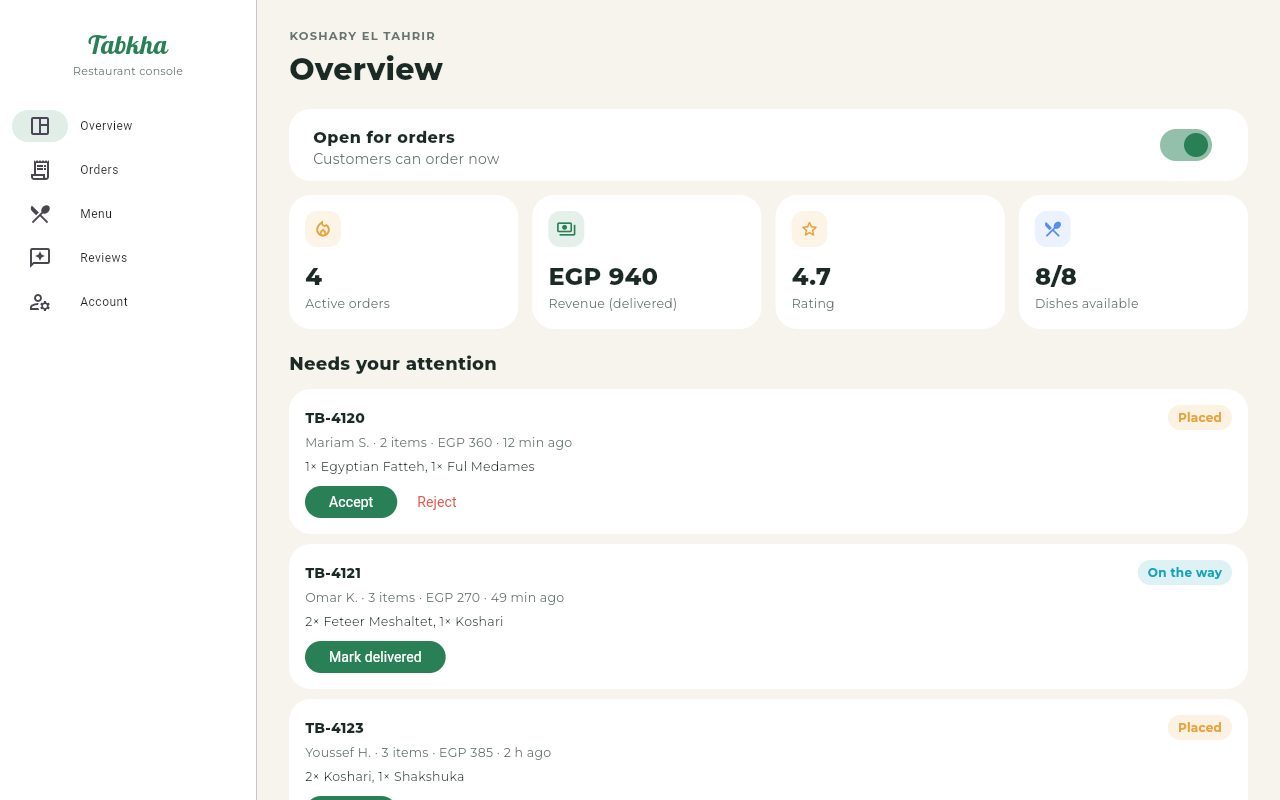 Tabkha
Restaurant console
Overview
Orders
Menu
Reviews
Account
KOSHARY EL TAHRIR
Overview
Open for orders
Customers can order now
4
Active orders
EGP 940
Revenue (delivered)
4.7
Rating
8/8
Dishes available
Needs your attention
TB-4120
Placed
Mariam S. · 2 items · EGP 360 · 12 min ago
1× Egyptian Fatteh, 1× Ful Medames
Accept
Reject
TB-4121
On the way
Omar K. · 3 items · EGP 270 · 49 min ago
2× Feteer Meshaltet, 1× Koshari
Mark delivered
TB-4123
Placed
Youssef H. · 3 items · EGP 385 · 2 h ago
2× Koshari, 1× Shakshuka